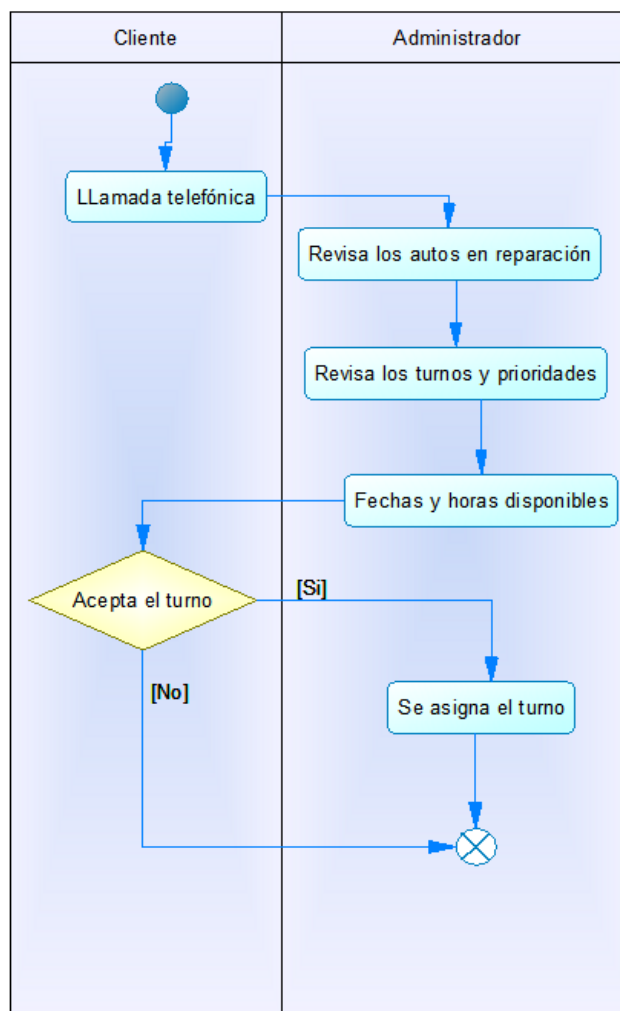 Cliente
Administrador
LLamada telefónica
Revisa los autos en reparación
Revisa los turnos y prioridades
Fechas y horas disponibles
Acepta el turno
[Si]
[No]
Se asigna el turno